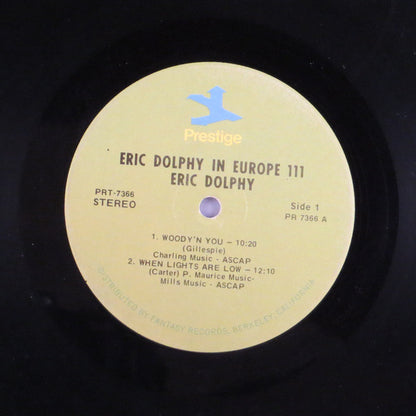 Prestige
ERIC DOLPHY IN EUROPE 111
ERIC DOLPHY
PRT-7366
STEREO
Side 1
PR 7366 A
1. WOODY'N YOU – 10:20
(Gillespie)
Charling Music - ASCAP
2. WHEN LIGHTS ARE LOW – 12:10
(Carter) P. Maurice Music-
Mills Music - ASCAP
DISTRIBUTED BY FANTASY RECORDS, BERKELEY, CALIFORNIA